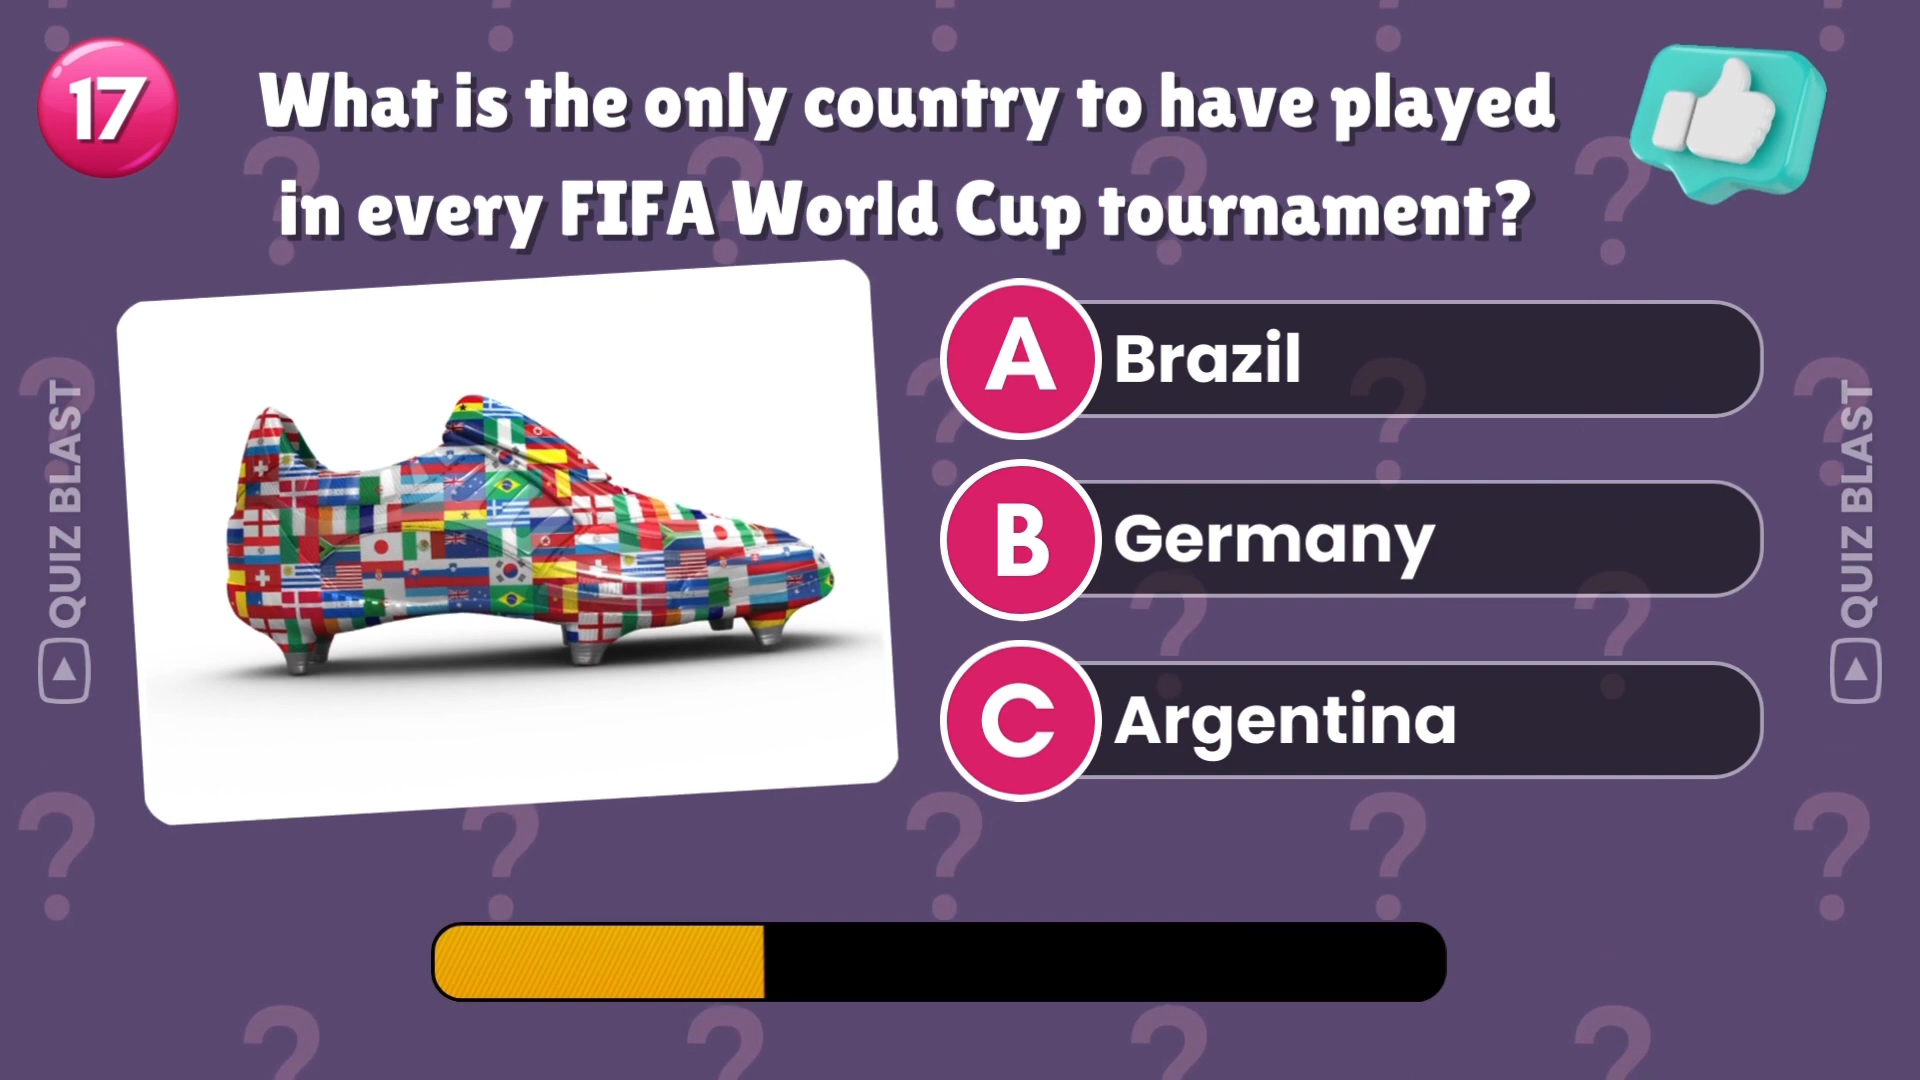 17
What is the only country to have played
in every FIFA World Cup tournament?
A Brazil
B Germany
C Argentina
QUIZ BLAST
QUIZ BLAST